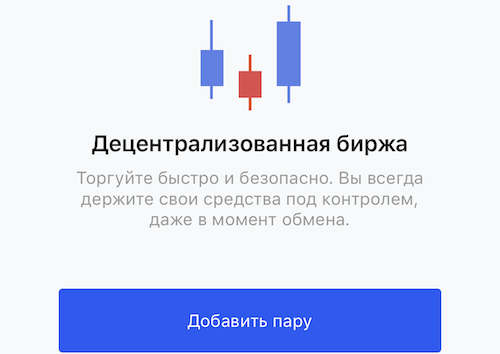 Децентрализованная биржа
Торгуйте быстро и безопасно. Вы всегда
держите свои средства под контролем,
даже в момент обмена.
Добавить пару